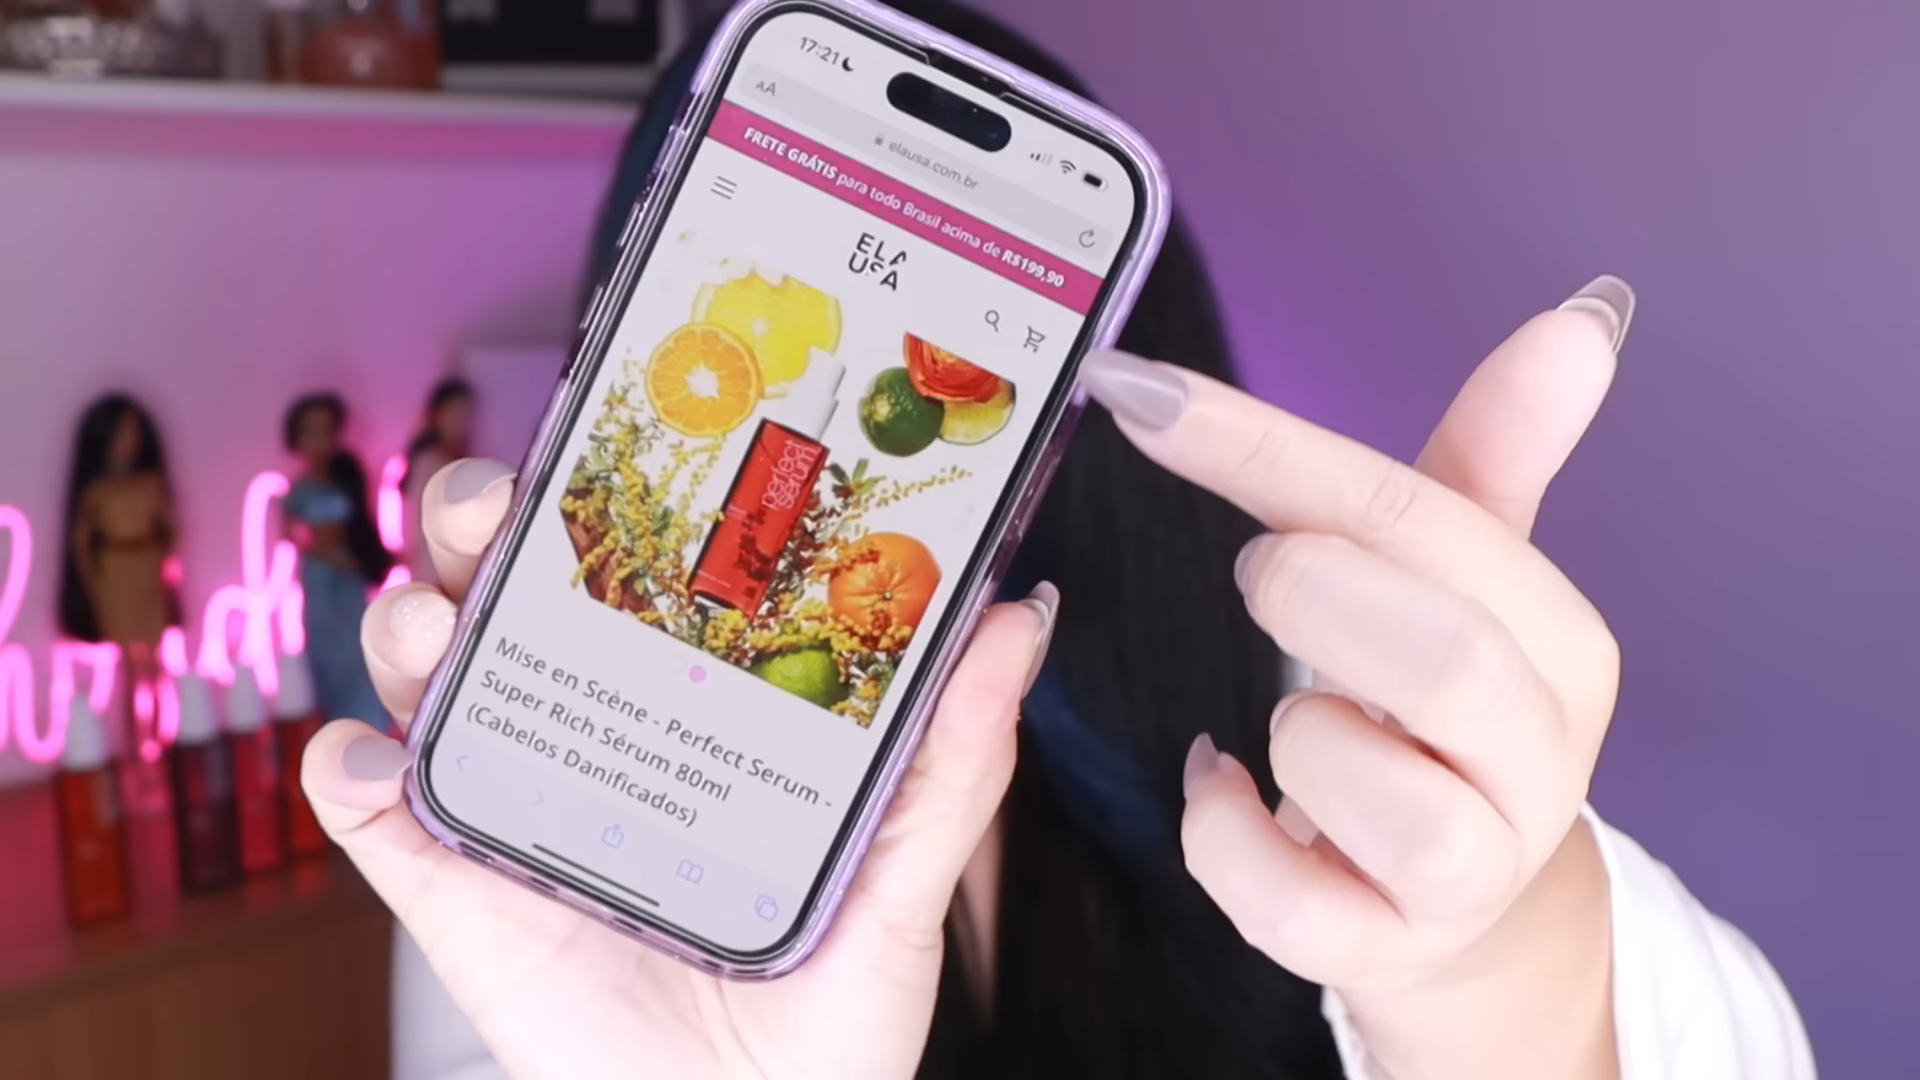 17:21
AA
elausa.com.br
FRETE GRÁTIS para todo Brasil acima de R$199,90
ELA
USA
perfect
serum
Mise en Scène - Perfect Serum -
Super Rich Sérum 80ml
(Cabelos Danificados)